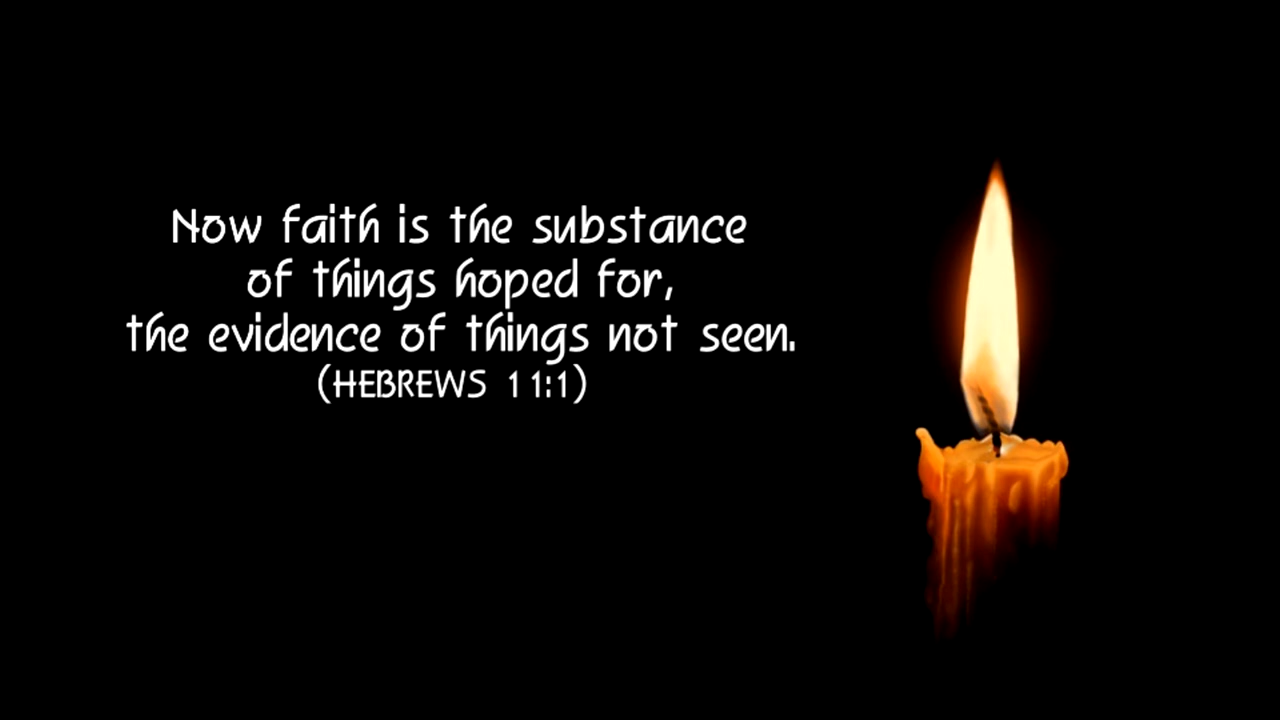 Now faith is the substance
of things hoped for,
the evidence of things not seen.
(HEBREWS 11:1)